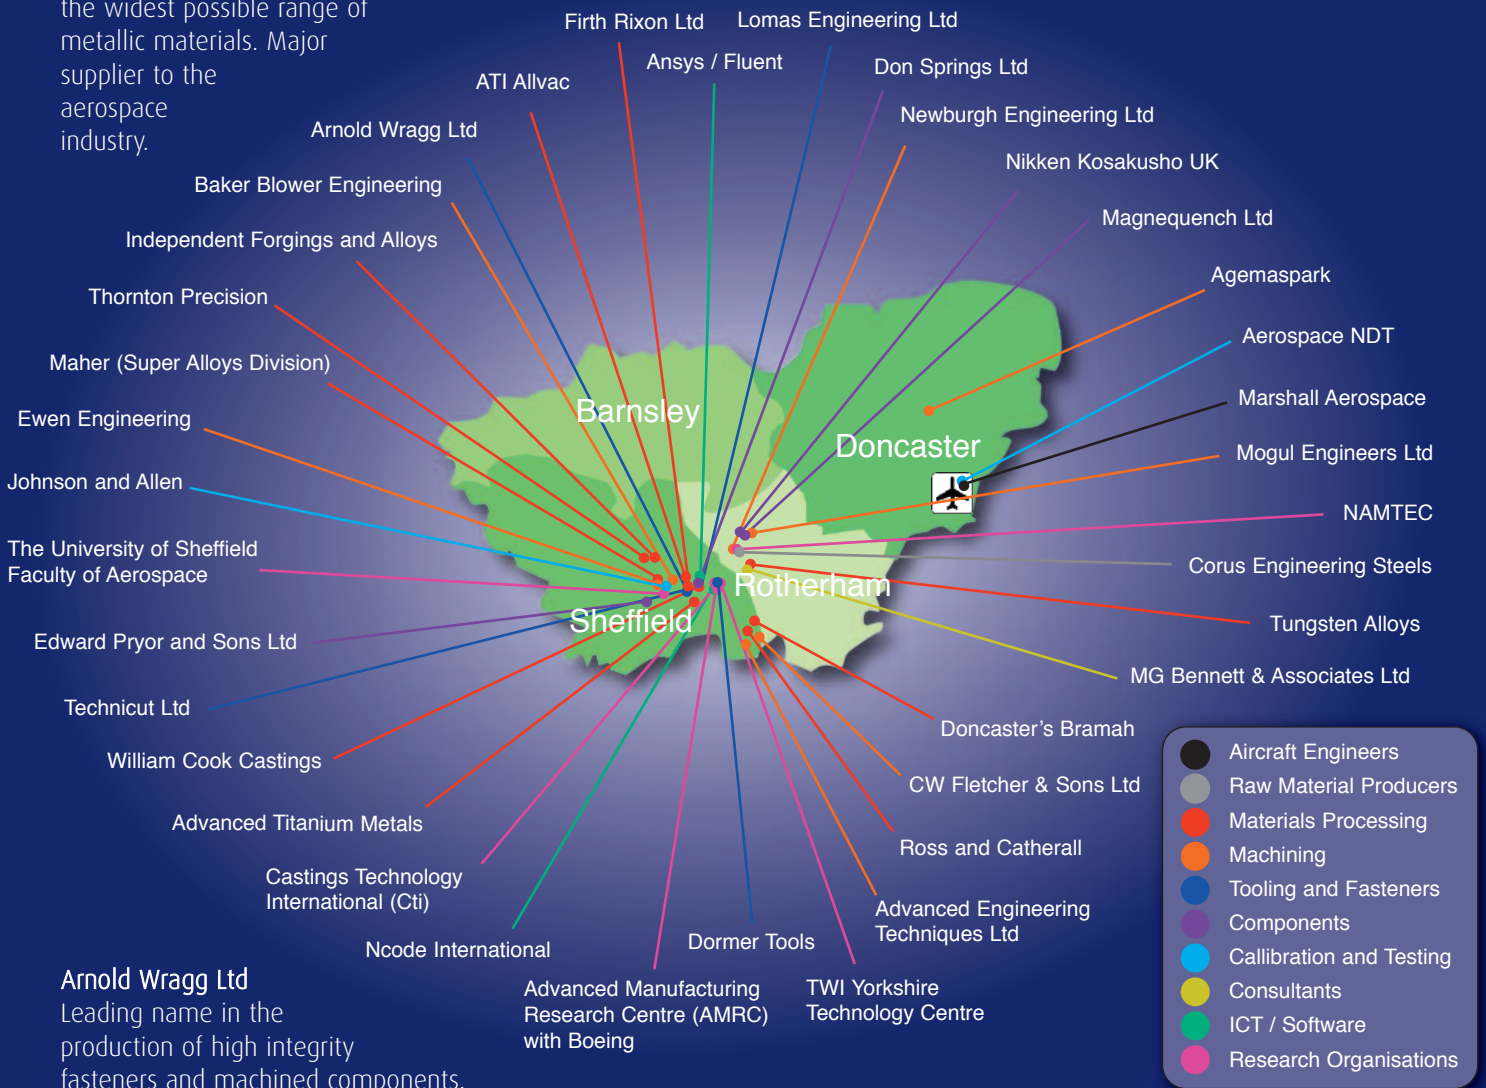 the widest possible range of
metallic materials. Major
supplier to the
aerospace
industry.
Firth Rixon Ltd
Lomas Engineering Ltd
Ansys / Fluent
Don Springs Ltd
ATI Allvac
Newburgh Engineering Ltd
Arnold Wragg Ltd
Nikken Kosakusho UK
Baker Blower Engineering
Magnequench Ltd
Independent Forgings and Alloys
Agemaspark
Thornton Precision
Aerospace NDT
Maher (Super Alloys Division)
Marshall Aerospace
Ewen Engineering
Mogul Engineers Ltd
Johnson and Allen
NAMTEC
The University of Sheffield
Faculty of Aerospace
Corus Engineering Steels
Edward Pryor and Sons Ltd
Tungsten Alloys
Technicut Ltd
MG Bennett & Associates Ltd
William Cook Castings
Doncaster's Bramah
Advanced Titanium Metals
CW Fletcher & Sons Ltd
Castings Technology
International (Cti)
Ross and Catherall
Ncode International
Dormer Tools
Advanced Engineering
Techniques Ltd
Advanced Manufacturing
Research Centre (AMRC)
with Boeing
TWI Yorkshire
Technology Centre
Barnsley
Doncaster
Rotherham
Sheffield
Aircraft Engineers
Raw Material Producers
Materials Processing
Machining
Tooling and Fasteners
Components
Callibration and Testing
Consultants
ICT / Software
Research Organisations
Arnold Wragg Ltd
Leading name in the
production of high integrity
fasteners and machined components.